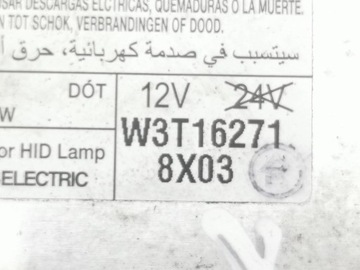 SAR DESCARGAS ELCTRICAS, QUEMADURAS O LA MUERTE.
N TOT SCHOK, VERBRANDINGEN OF DOOD.
سيتسبب في صدمة كهربائية، حرق أ
DÓT 12V 24V
W W3T16271
or HID Lamp 8X03
ELECTRIC